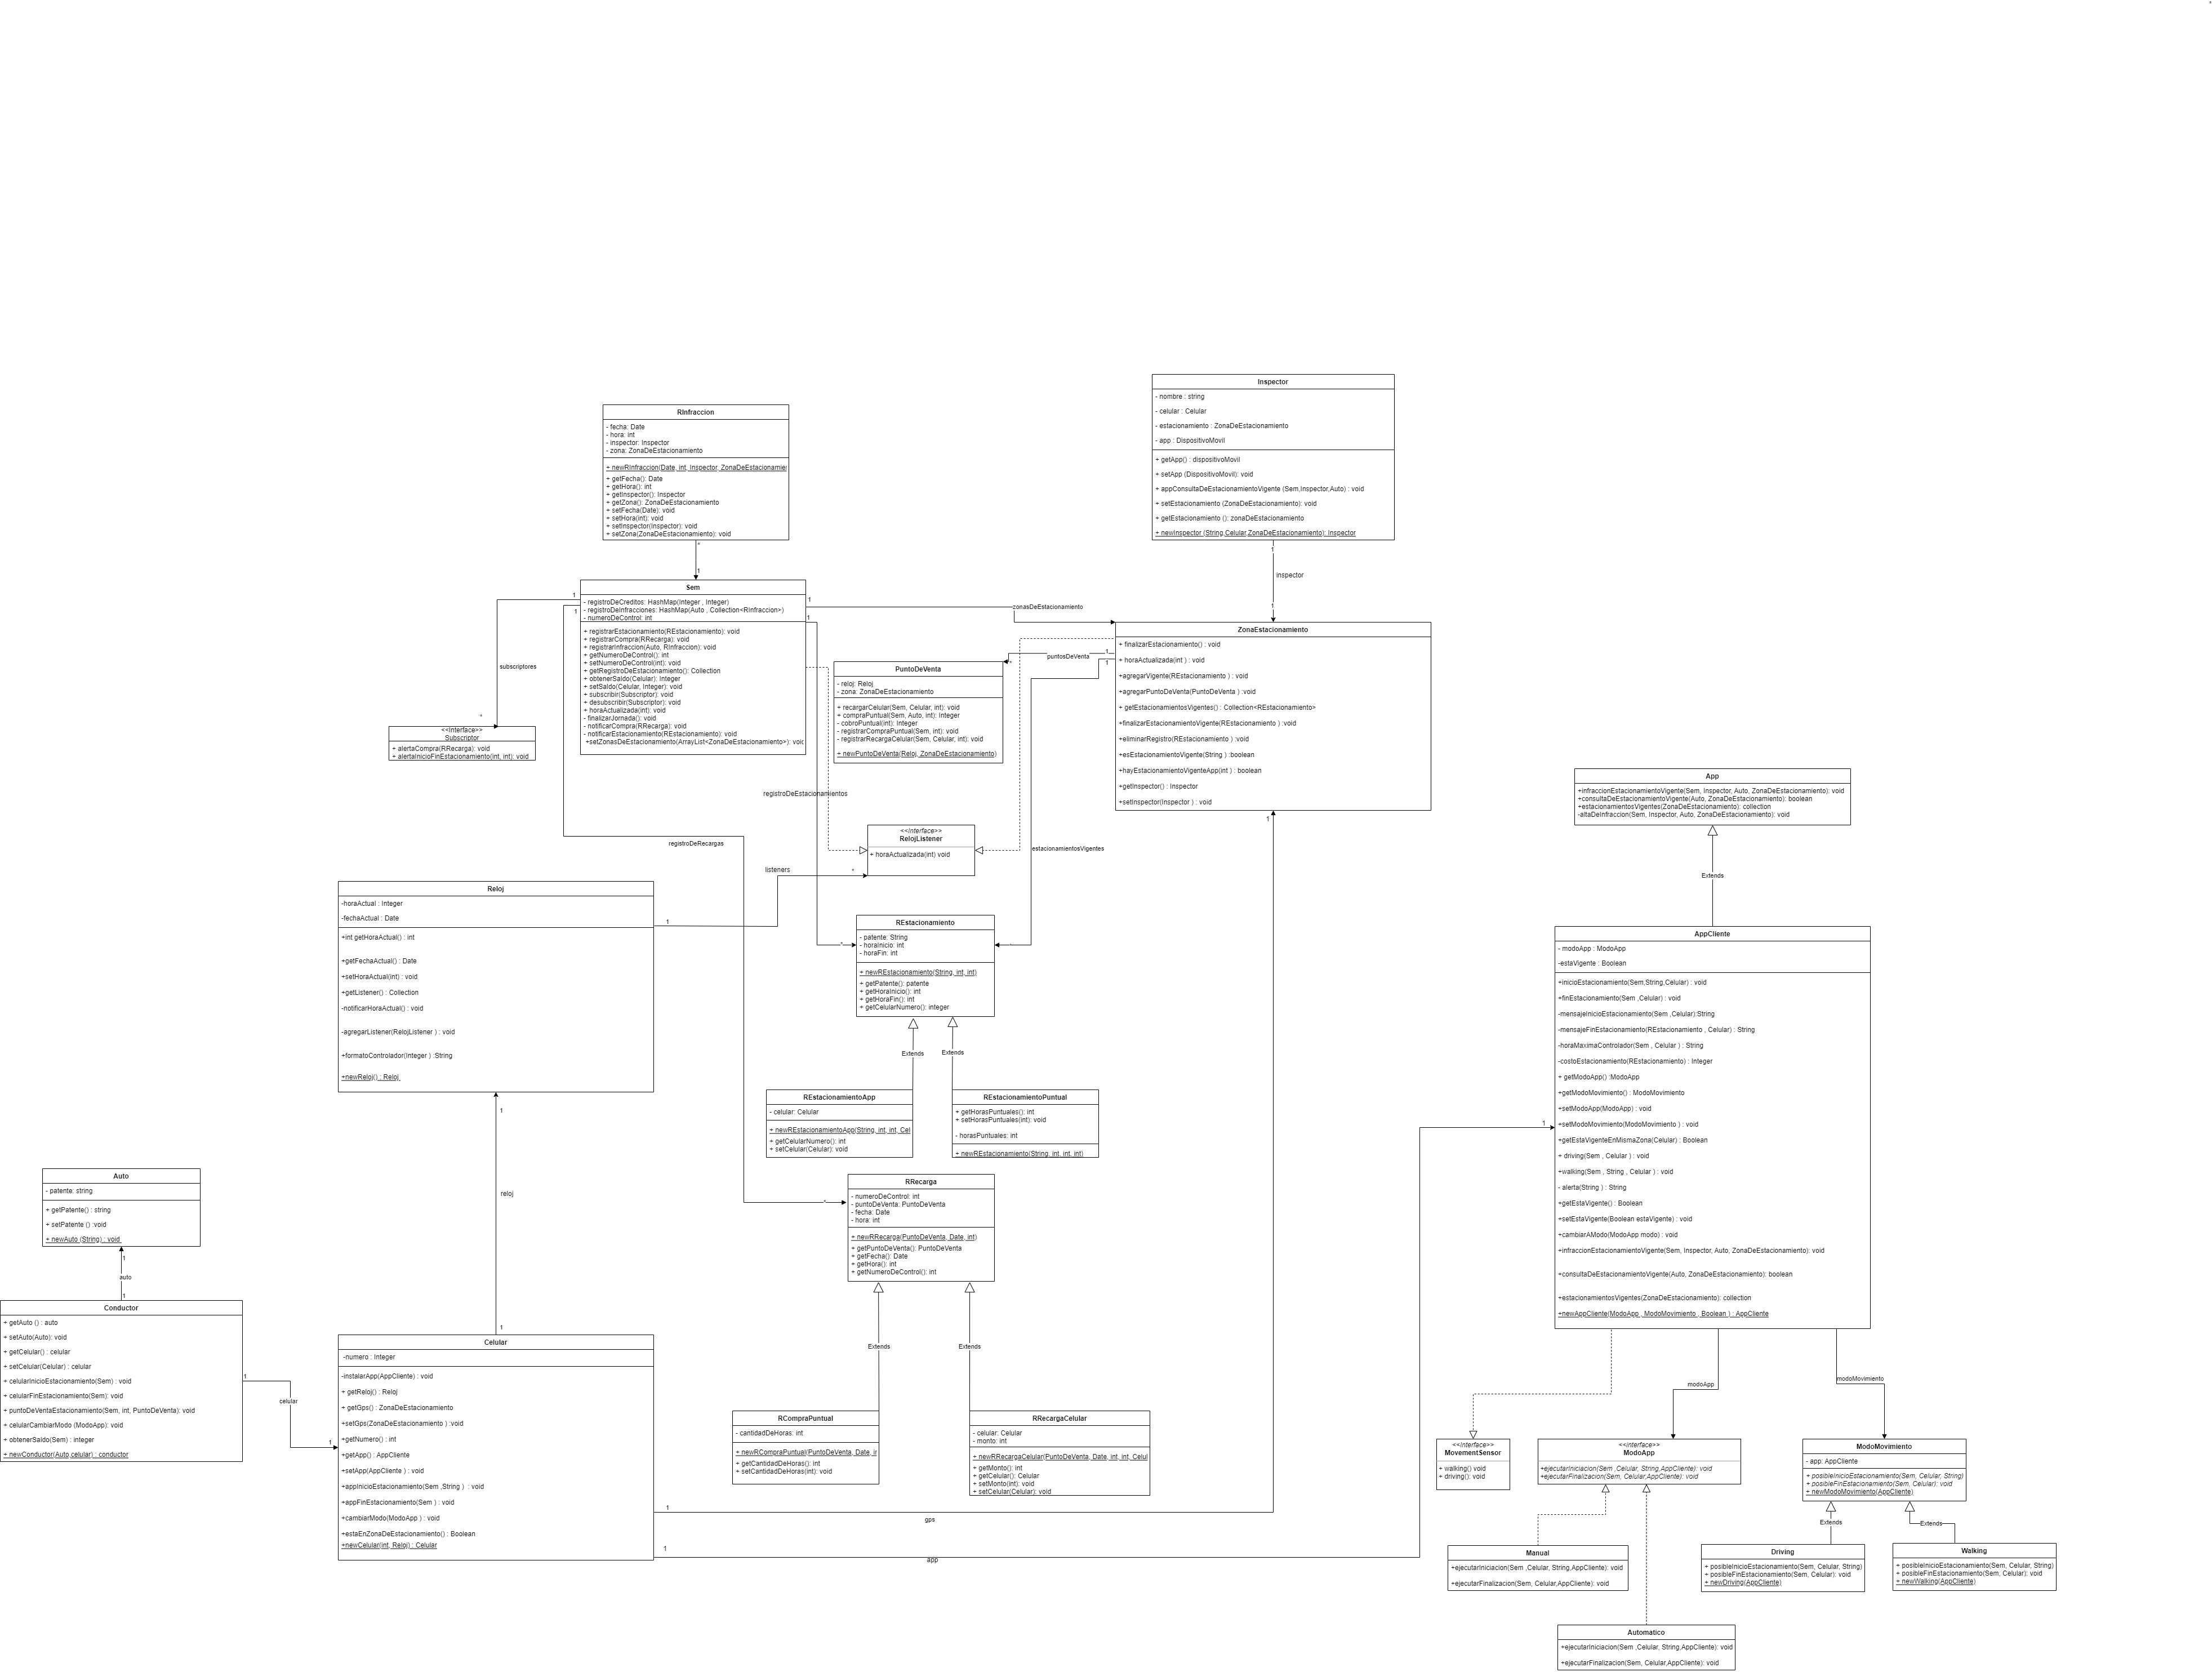 *
Inspector
- nombre : string
- celular : Celular
- estacionamiento : ZonaDeEstacionamiento
- app : DispositivoMovil
+ getApp() : dispositivoMovil
+ setApp (DispositivoMovil): void
+ appConsultaDeEstacionamientoVigente (Sem,Inspector,Auto) : void
+ setEstacionamiento (ZonaDeEstacionamiento): void
+ getEstacionamiento (): zonaDeEstacionamiento
+ newInspector (String,Celular,ZonaDeEstacionamiento): Inspector
1
inspector
1
RInfraccion
- fecha: Date
- hora: int
- inspector: Inspector
- zona: ZonaDeEstacionamiento
+ newRInfraccion(Date, int, Inspector, ZonaDeEstacionamie
+ getFecha(): Date
+ getHora(): int
+ getInspector(): Inspector
+ getZona(): ZonaDeEstacionamiento
+ setFecha(Date): void
+ setHora(int): void
+ setInspector(Inspector): void
+ setZona(ZonaDeEstacionamiento): void
*
1
Sem
- registroDeCreditos: HashMap(Integer , Integer)
- registroDeInfracciones: HashMap(Auto , Collection<RInfraccion>)
- numeroDeControl: int
+ registrarEstacionamiento(REstacionamiento): void
+ registrarCompra(RRecarga): void
+ registrarInfraccion(Auto, RInfraccion): void
+ getNumeroDeControl(): int
+ setNumeroDeControl(int): void
+ getRegistroDeEstacionamiento(): Collection
+ obtenerSaldo(Celular): Integer
+ setSaldo(Celular, Integer): void
+ subscribir(Subscriptor): void
+ desubscribir(Subscriptor): void
+ horaActualizada(int): void
- finalizarJornada(): void
- notificarCompra(RRecarga): void
- notificarEstacionamiento(REstacionamiento): void
+setZonasDeEstacionamiento(ArrayList<ZonaDeEstacionamiento>): void
1
1
1
1
subscriptores
*
zonasDeEstacionamiento
registroDeEstacionamientos
registroDeRecargas
<<Interface>>
Subscriptor
+ alertaCompra(RRecarga): void
+ alertaInicioFinEstacionamiento(int, int): void
PuntoDeVenta
- reloj: Reloj
- zona: ZonaDeEstacionamiento
+ recargarCelular(Sem, Celular, int): void
+ compraPuntual(Sem, Auto, int): Integer
- cobroPuntual(int): Integer
- registrarCompraPuntual(Sem, int): void
- registrarRecargaCelular(Sem, Celular, int): void
+ newPuntoDeVenta(Reloj, ZonaDeEstacionamiento)
puntosDeVenta
1
*
1
estacionamientosVigentes
ZonaEstacionamiento
+ finalizarEstacionamiento() : void
+ horaActualizada(int ) : void
+agregarVigente(REstacionamiento ) : void
+agregarPuntoDeVenta(PuntoDeVenta ) :void
+ getEstacionamientosVigentes() : Collection<REstacionamiento>
+finalizarEstacionamientoVigente(REstacionamiento ) :void
+eliminarRegistro(REstacionamiento ) :void
+esEstacionamientoVigente(String ) :boolean
+hayEstacionamientoVigenteApp(int ) : boolean
+getInspector() : Inspector
+setInspector(Inspector ) : void
1
<<Interface>>
RelojListener
+ horaActualizada(int) void
listeners
*
1
App
+infraccionEstacionamientoVigente(Sem, Inspector, Auto, ZonaDeEstacionamiento): void
+consultaDeEstacionamientoVigente(Auto, ZonaDeEstacionamiento): boolean
+estacionamientosVigentes(ZonaDeEstacionamiento): collection
-altaDeInfraccion(Sem, Inspector, Auto, ZonaDeEstacionamiento): void
Extends
Reloj
-horaActual : Integer
-fechaActual : Date
+int getHoraActual() : int
+getFechaActual() : Date
+setHoraActual(int) : void
+getListener() : Collection
-notificarHoraActual() : void
-agregarListener(RelojListener ) : void
+formatoControlador(Integer ) :String
+newReloj() : Reloj
1
reloj
1
REstacionamiento
- patente: String
- horaInicio: int
- horaFin: int
+ newREstacionamiento(String, int, int)
+ getPatente(): patente
+ getHoraInicio(): int
+ getHoraFin(): int
+ getCelularNumero(): integer
*
Extends
Extends
REstacionamientoApp
- celular: Celular
+ newREstacionamientoApp(String, int, int, Cel
+ getCelularNumero(): int
+ setCelular(Celular): void
REstacionamientoPuntual
+ getHorasPuntuales(): int
+ setHorasPuntuales(int): void
- horasPuntuales: int
+ newREstacionamiento(String, int, int, int)
AppCliente
- modoApp : ModoApp
-estaVigente : Boolean
+inicioEstacionamiento(Sem,String,Celular) : void
+finEstacionamiento(Sem ,Celular) : void
-mensajeInicioEstacionamiento(Sem ,Celular):String
-mensajeFinEstacionamiento(REstacionamiento , Celular) : String
-horaMaximaControlador(Sem , Celular ) : String
-costoEstacionamiento(REstacionamiento) : Integer
+ getModoApp() :ModoApp
+getModoMovimiento() : ModoMovimiento
+setModoApp(ModoApp) : void
+setModoMovimiento(ModoMovimiento ) : void
+getEstaVigenteEnMismaZona(Celular) : Boolean
+ driving(Sem , Celular ) : void
+walking(Sem , String , Celular ) : void
- alerta(String ) : String
+getEstaVigente() : Boolean
+setEstaVigente(Boolean estaVigente) : void
+cambiarAModo(ModoApp modo) : void
+infraccionEstacionamientoVigente(Sem, Inspector, Auto, ZonaDeEstacionamiento): void
+consultaDeEstacionamientoVigente(Auto, ZonaDeEstacionamiento): boolean
+estacionamientosVigentes(ZonaDeEstacionamiento): collection
+newAppCliente(ModoApp , ModoMovimiento , Boolean ) : AppCliente
1
Auto
- patente: string
+ getPatente() : string
+ setPatente () :void
+ newAuto (String) : void
1
auto
1
RRecarga
- numeroDeControl: int
- puntoDeVenta: PuntoDeVenta
- fecha: Date
- hora: int
+ newRRecarga(PuntoDeVenta, Date, int)
+ getPuntoDeVenta(): PuntoDeVenta
+ getFecha(): Date
+ getHora(): int
+ getNumeroDeControl(): int
*
Extends
Extends
Conductor
+ getAuto () : auto
+ setAuto(Auto): void
+ getCelular() : celular
+ setCelular(Celular) : celular
+ celularInicioEstacionamiento(Sem) : void
+ celularFinEstacionamiento(Sem): void
+ puntoDeVentaEstacionamiento(Sem, int, PuntoDeVenta): void
+ celularCambiarModo (ModoApp): void
+ obtenerSaldo(Sem) : integer
+ newConductor(Auto,celular) : conductor
1
celular
1
Celular
-numero : Integer
-instalarApp(AppCliente) : void
+ getReloj() : Reloj
+ getGps() : ZonaDeEstacionamiento
+setGps(ZonaDeEstacionamiento ) :void
+getNumero() : int
+getApp() : AppCliente
+setApp(AppCliente ) : void
+appInicioEstacionamiento(Sem ,String ) : void
+appFinEstacionamiento(Sem ) : void
+cambiarModo(ModoApp ) : void
+estaEnZonaDeEstacionamiento() : Boolean
+newCelular(int, Reloj) : Celular
1
gps
1
app
RCompraPuntual
- cantidadDeHoras: int
+ newRCompraPuntual(PuntoDeVenta, Date, ir
+ getCantidadDeHoras(): int
+ setCantidadDeHoras(int): void
RRecargaCelular
- celular: Celular
- monto: int
+ newRRecargaCelular(PuntoDeVenta, Date, int, int, Celul
+ getMonto(): int
+ getCelular(): Celular
+ setMonto(int): void
+ setCelular(Celular): void
modoApp
modoMovimiento
<<Interface>>
MovementSensor
+ walking() void
+ driving(): void
<<Interface>>
ModoApp
+ejecutarIniciacion(Sem ,Celular, String,AppCliente): void
+ejecutarFinalizacion(Sem, Celular,AppCliente): void
ModoMovimiento
- app: AppCliente
+ posibleInicioEstacionamiento(Sem, Celular, String)
+ posibleFinEstacionamiento(Sem, Celular): void
+ newModoMovimiento(AppCliente)
Extends
Extends
Manual
+ejecutarIniciacion(Sem ,Celular, String,AppCliente): void
+ejecutarFinalizacion(Sem, Celular,AppCliente): void
Driving
+ posibleInicioEstacionamiento(Sem, Celular, String)
+ posibleFinEstacionamiento(Sem, Celular): void
+ newDriving(AppCliente)
Walking
+ posibleInicioEstacionamiento(Sem, Celular, String)
+ posibleFinEstacionamiento(Sem, Celular): void
+ newWalking(AppCliente)
Automatico
+ejecutarIniciacion(Sem ,Celular, String,AppCliente): void
+ejecutarFinalizacion(Sem, Celular,AppCliente): void